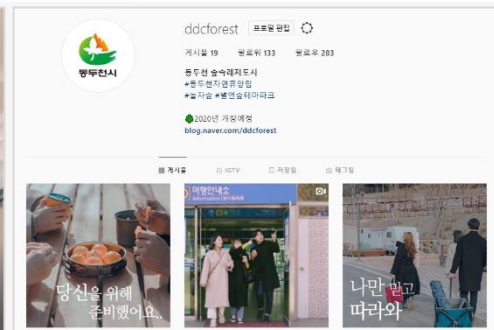 ddcforest 프로필 편집
게시물 19 팔로워 133 팔로우 283
동두천시
동두천 숲속레저도시
#동두천자연휴양림
#놀자숲 #별앤숲테마파크
2020년 개장예정
blog.naver.com/ddcforest
게시물 IGTV 저장됨 태그됨
여행안내소
Information
당신을 위해
준비했어요..
나만 믿고
따라와